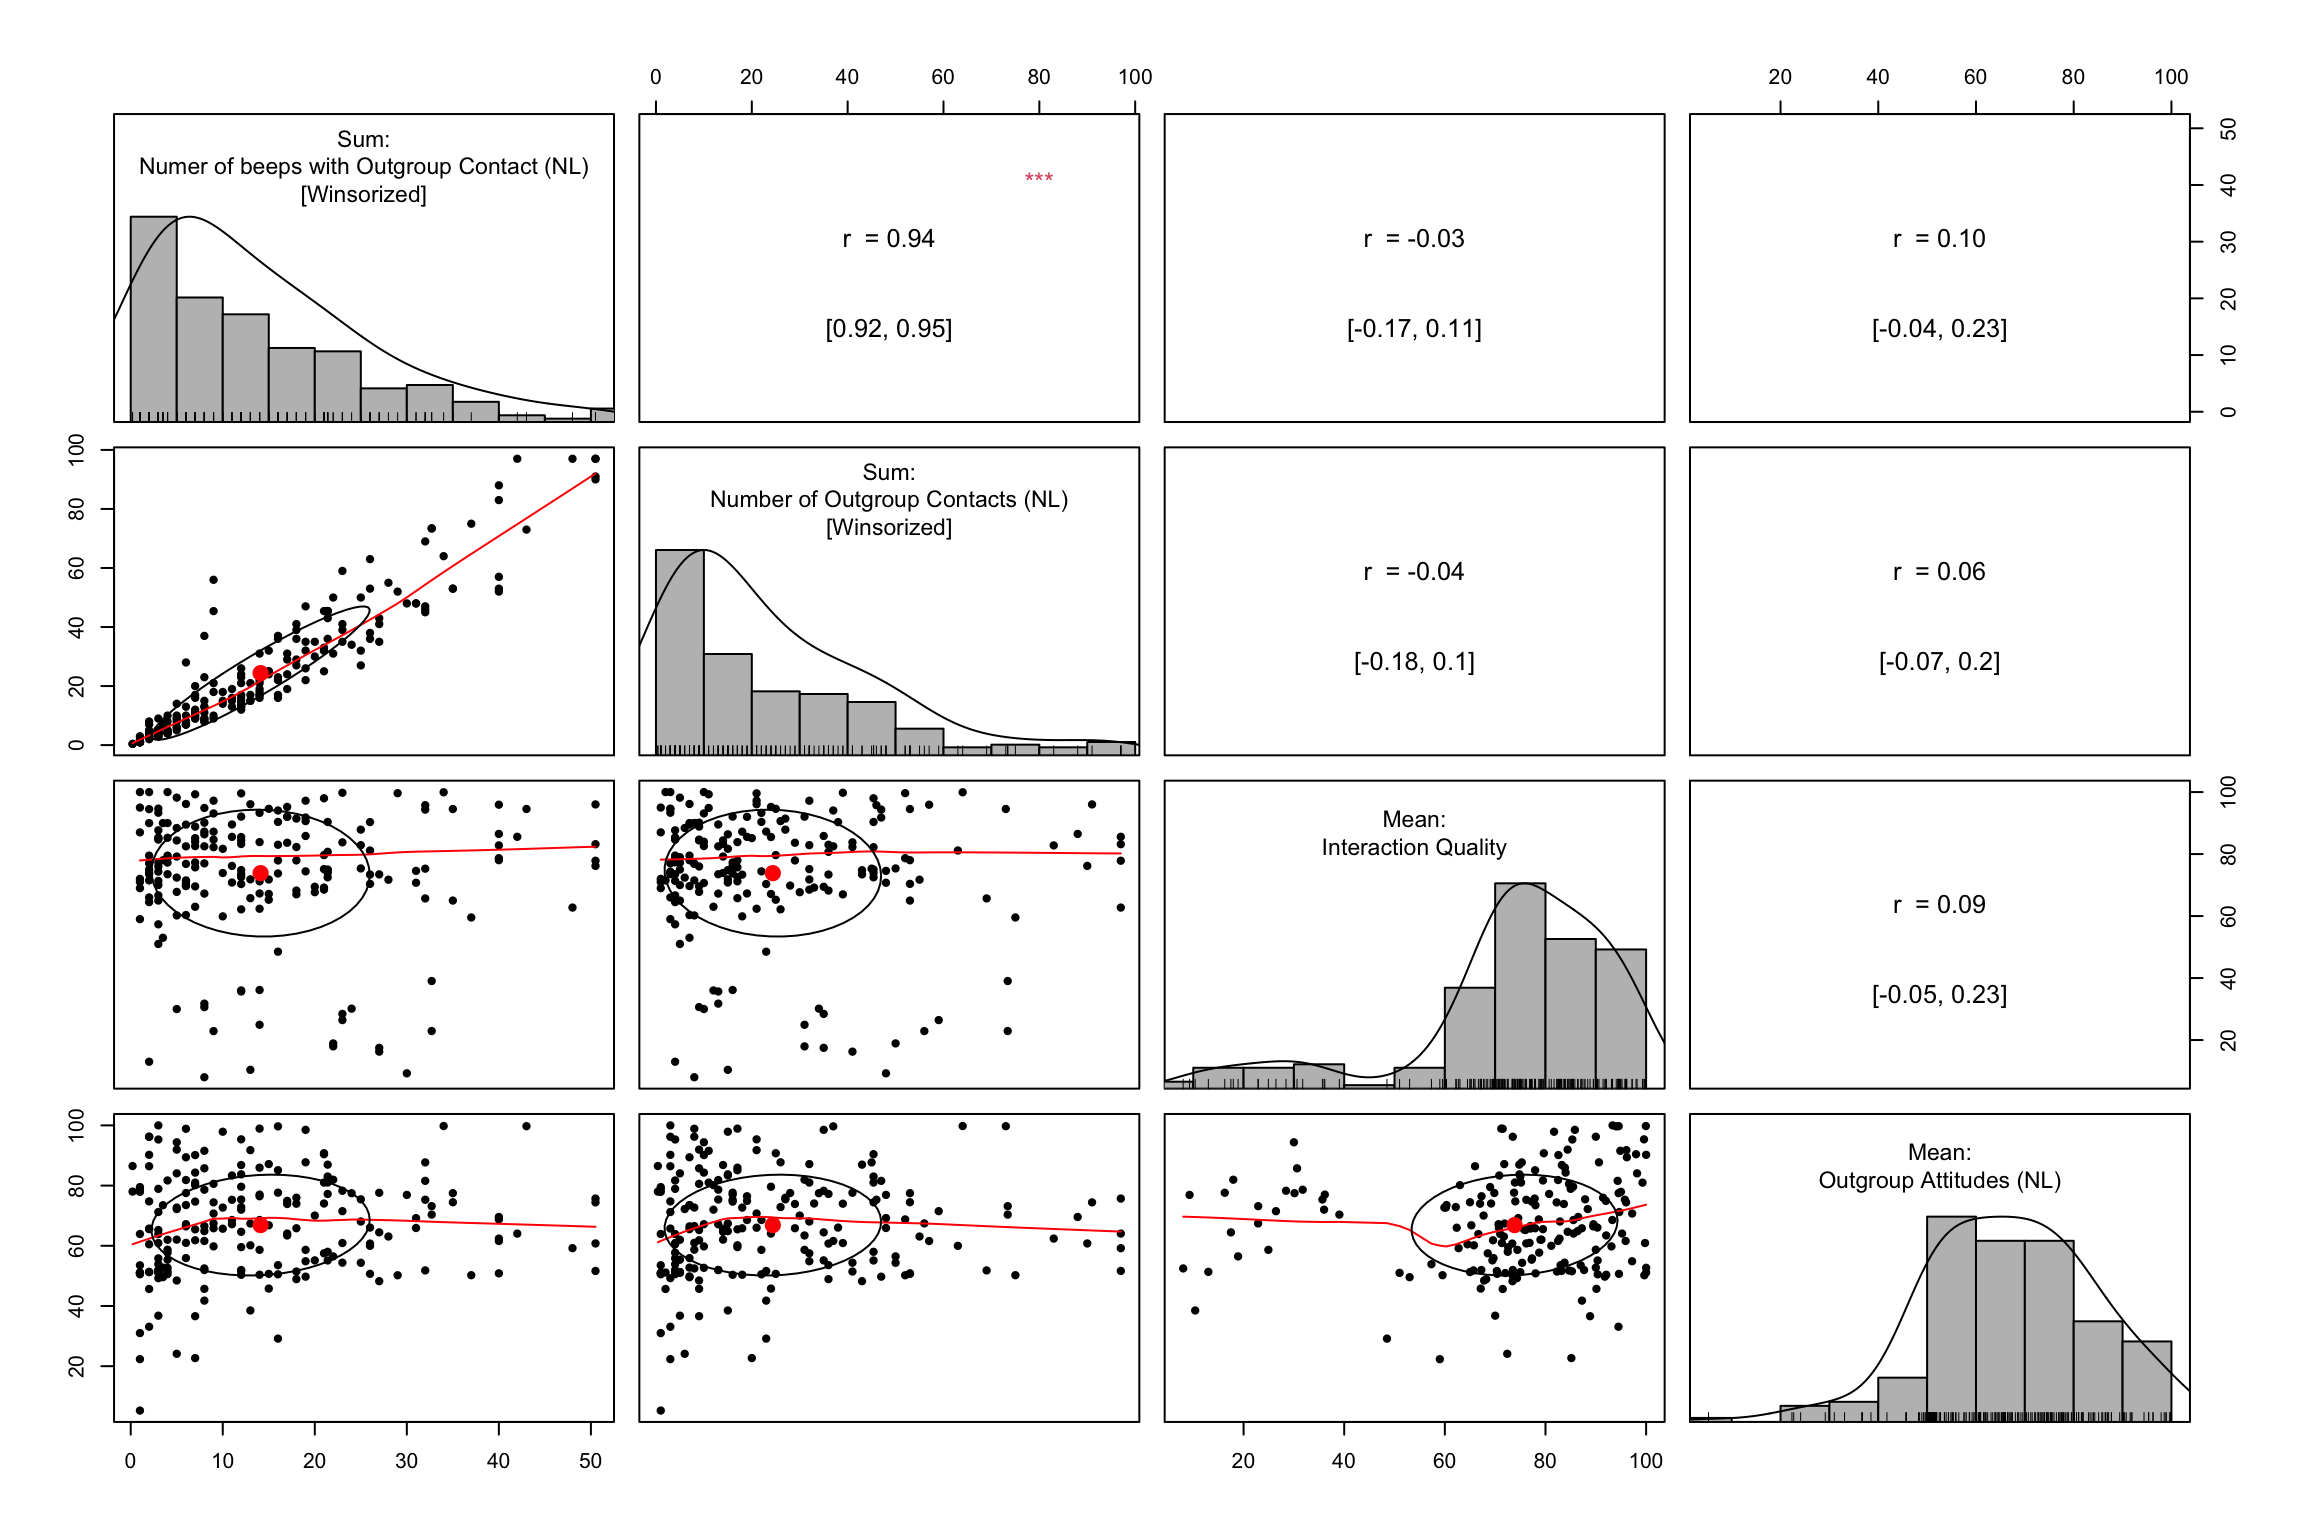 0 20 40 60 80 100
20 40 60 80 100
Sum:
Numer of beeps with Outgroup Contact (NL)
[Winsorized]
***
r = 0.94
[0.92, 0.95]
r = -0.03
[-0.17, 0.11]
r = 0.10
[-0.04, 0.23]
0 10 20 30 40 50
0 20 40 60 80 100
Sum:
Number of Outgroup Contacts (NL)
[Winsorized]
r = -0.04
[-0.18, 0.1]
r = 0.06
[-0.07, 0.2]
Mean:
Interaction Quality
r = 0.09
[-0.05, 0.23]
20 40 60 80 100
20 40 60 80 100
Mean:
Outgroup Attitudes (NL)
0 10 20 30 40 50
20 40 60 80 100